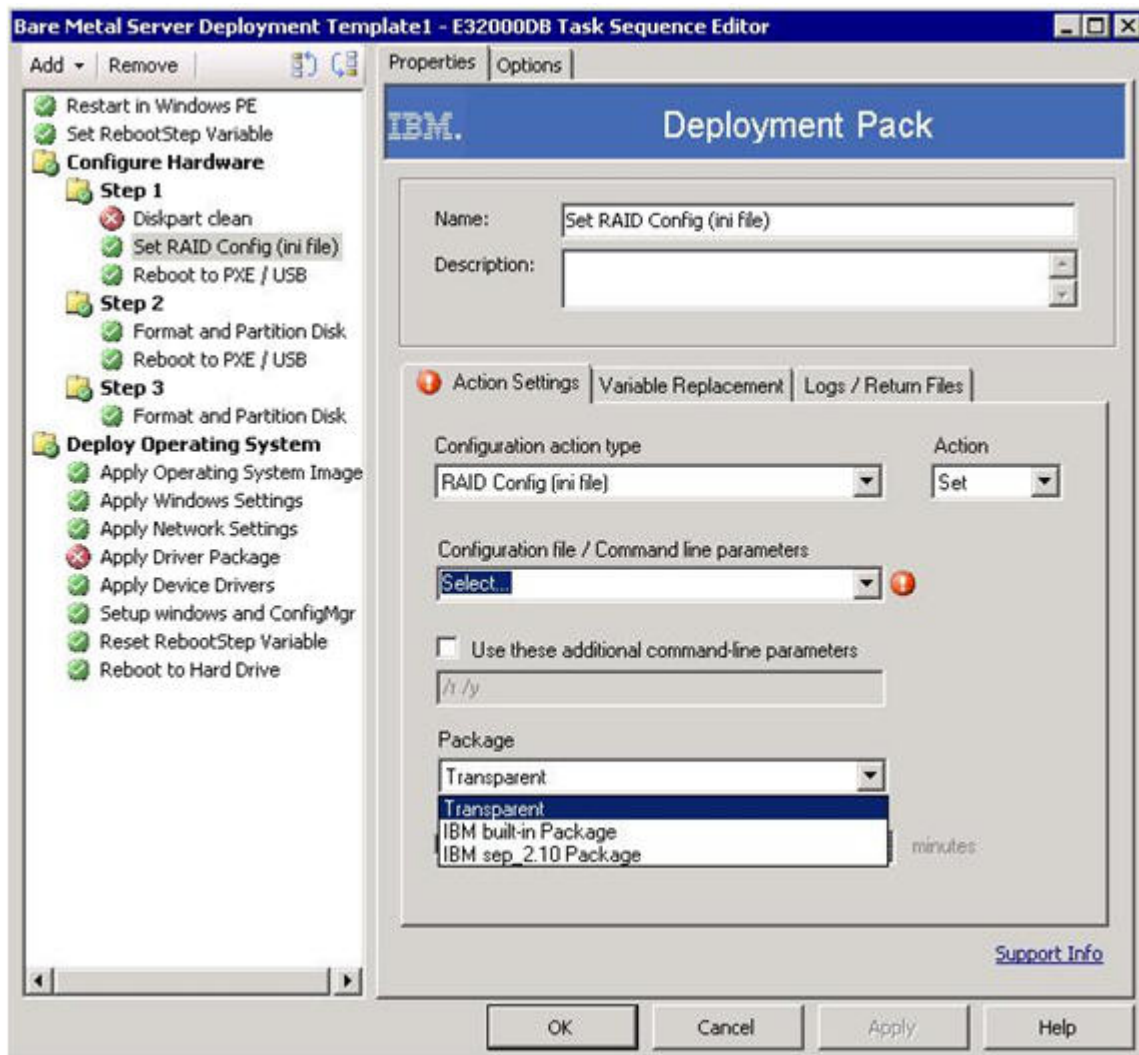 Bare Metal Server Deployment Template1 - E32000DB Task Sequence Editor
Add
Remove
Restart in Windows PE
Set RebootStep Variable
Configure Hardware
Step 1
Diskpart clean
Set RAID Config (ini file)
Reboot to PXE / USB
Step 2
Format and Partition Disk
Reboot to PXE / USB
Step 3
Format and Partition Disk
Deploy Operating System
Apply Operating System Image
Apply Windows Settings
Apply Network Settings
Apply Driver Package
Apply Device Drivers
Setup windows and ConfigMgr
Reset RebootStep Variable
Reboot to Hard Drive
Properties
Options
IBM.
Deployment Pack
Name:
Set RAID Config (ini file)
Description:
Action Settings
Variable Replacement
Logs / Return Files
Configuration action type
Action
RAID Config (ini file)
Set
Configuration file / Command line parameters
Select...
Use these additional command-line parameters
/r /y
Package
Transparent
Transparent
IBM built-in Package
IBM sep_2.10 Package
minutes
Support Info
OK
Cancel
Apply
Help